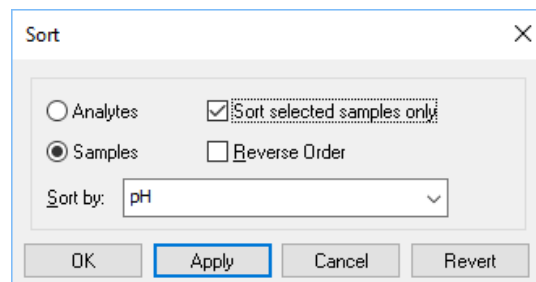 Sort
Analytes Sort selected samples only
Samples Reverse Order
Sort by: pH
OK Apply Cancel Revert